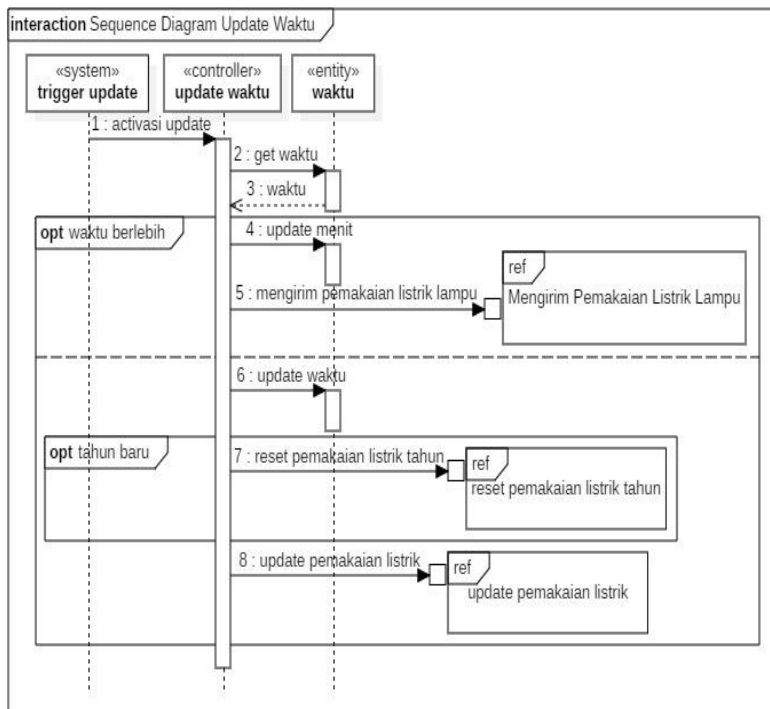 interaction Sequence Diagram Update Waktu
«system»
trigger update
«controller»
update waktu
«entity»
waktu
1 : activasi update
2 : get waktu
3 : waktu
opt waktu berlebih
4 : update menit
ref
5 : mengirim pemakaian listrik lampu
Mengirim Pemakaian Listrik Lampu
6 : update waktu
opt tahun baru
7 : reset pemakaian listrik tahun
ref
reset pemakaian listrik tahun
8 : update pemakaian listrik
ref
update pemakaian listrik